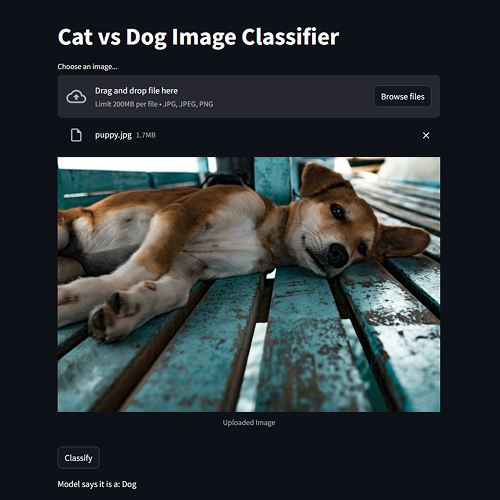 Cat vs Dog Image Classifier
Choose an image...
Drag and drop file here
Limit 200MB per file • JPG, JPEG, PNG
Browse files
puppy.jpg 1.7MB
Uploaded Image
Classify
Model says it is a: Dog